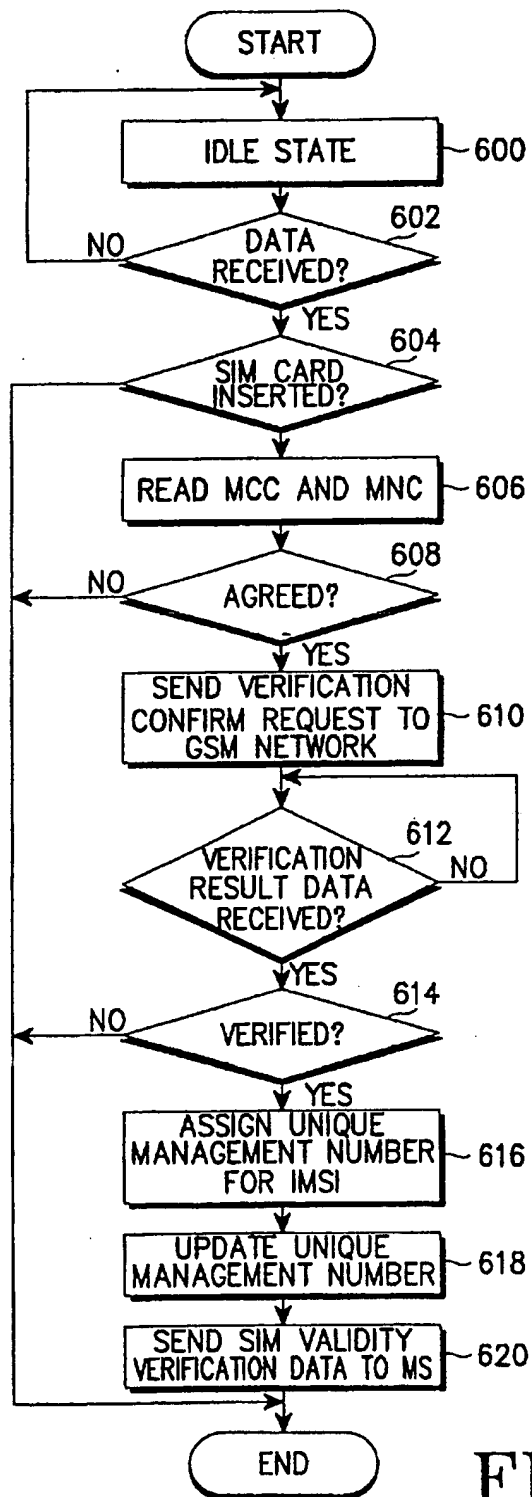 START
IDLE STATE
600
602
NO
DATA
RECEIVED?
YES
604
SIM CARD
INSERTED?
READ MCC AND MNC
606
608
NO
AGREED?
YES
SEND VERIFICATION
CONFIRM REQUEST TO
GSM NETWORK
610
612
VERIFICATION
RESULT DATA
RECEIVED?
NO
YES
614
NO
VERIFIED?
YES
ASSIGN UNIQUE
MANAGEMENT NUMBER
FOR IMSI
616
UPDATE UNIQUE
MANAGEMENT NUMBER
618
SEND SIM VALIDITY
VERIFICATION DATA TO MS
620
END